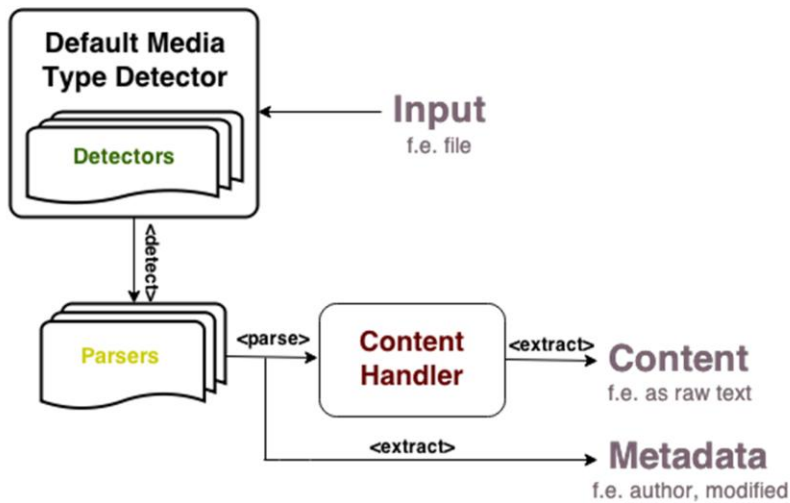 Default Media
Type Detector
Detectors
Input
f.e. file
<detect>
Parsers
<parse>
Content
Handler
<extract>
Content
f.e. as raw text
<extract>
Metadata
f.e. author, modified